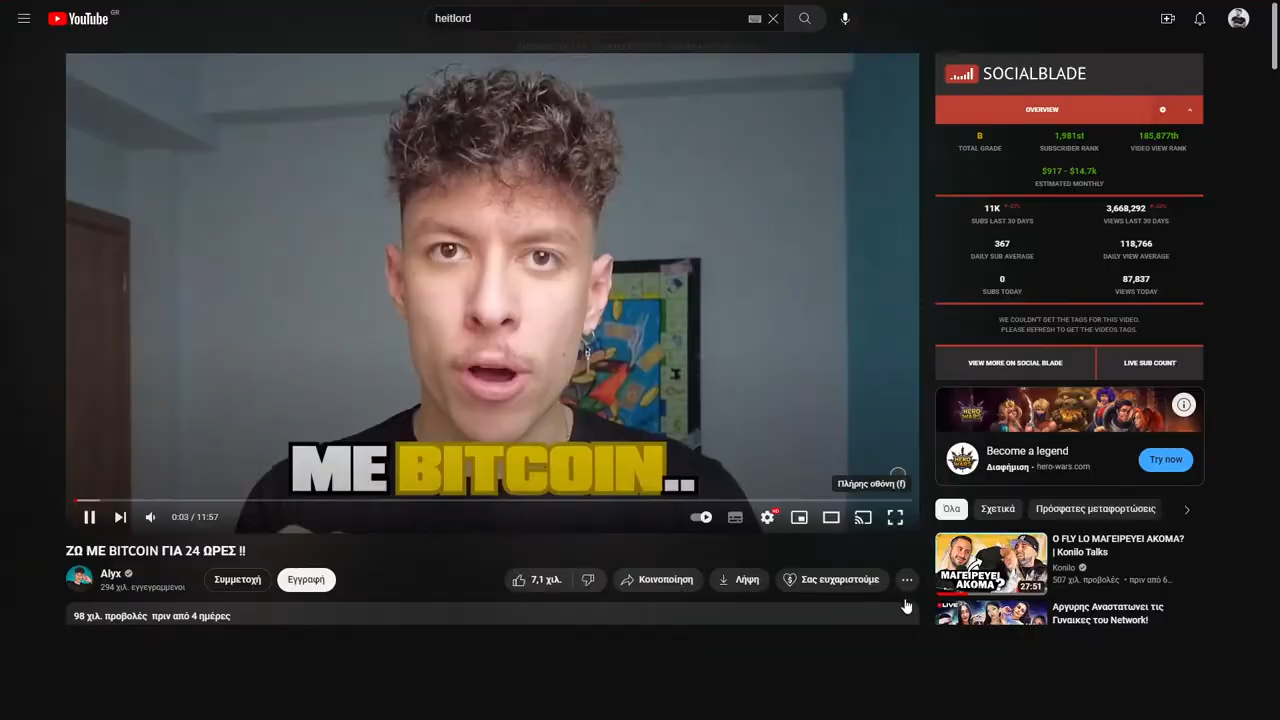 YouTube GR
heitlord
SOCIALBLADE
OVERVIEW
B
TOTAL GRADE
1,981st
SUBSCRIBER RANK
185,877th
VIDEO VIEW RANK
$917 - $14.7k
ESTIMATED MONTHLY
11K
SUBS LAST 30 DAYS
3,668,292
VIEWS LAST 30 DAYS
367
DAILY SUB AVERAGE
118,766
DAILY VIEW AVERAGE
0
SUBS TODAY
87,837
VIEWS TODAY
WE COULDN'T GET THE TAGS FOR THIS VIDEO.
PLEASE REFRESH TO GET THE VIDEOS TAGS.
VIEW MORE ON SOCIAL BLADE
LIVE SUB COUNT
ΜΕ BITCOIN..
Πλήρης οθόνη (f)
0:03 / 11:57
HD
HERO WARS
Become a legend
Διαφήμιση • hero-wars.com
Try now
Όλα
Σχετικά
Πρόσφατες μεταφορτώσεις
ΖΩ ΜΕ BITCOIN ΓΙΑ 24 ΩΡΕΣ !!
Alyx
294 χιλ. εγγεγραμμένοι
Συμμετοχή
Εγγραφή
7,1 χιλ.
Κοινοποίηση
Λήψη
Σας ευχαριστούμε
98 χιλ. προβολές πριν από 4 ημέρες
ΜΑΓΕΙΡΕΥΕΙ
ΑΚΟΜΑ?
27:51
Ο FLY LO ΜΑΓΕΙΡΕΥΕΙ ΑΚΟΜΑ?
| Konilo Talks
Konilo
507 χιλ. προβολές • πριν από 6...
LIVE
Αργυρης Αναστατωνει τις
Γυναικες του Network!